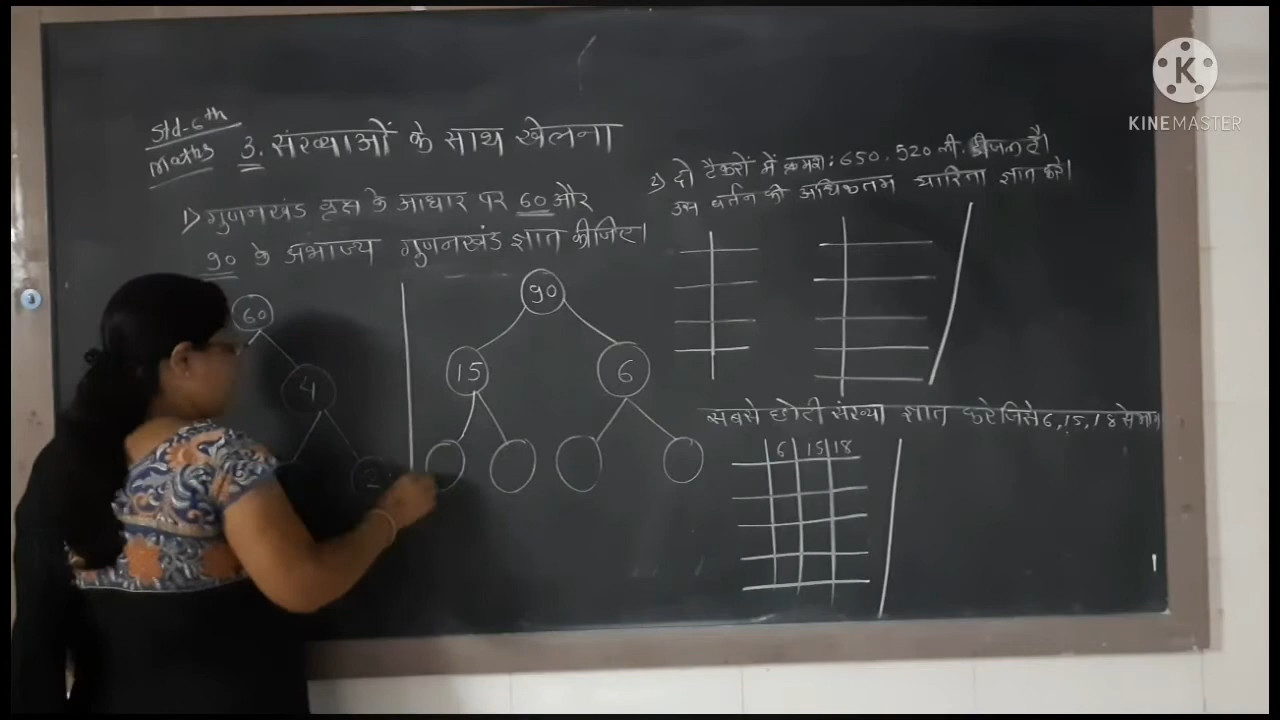 Std-6th
Maths
3. संख्याओं के साथ खेलना
1) गुणनखंड वृक्ष के आधार पर 60 और
90 के अभाज्य गुणनखंड ज्ञात कीजिए।
60
4
2
90
15
6
2) दो टैंकरों में क्रमश: 650, 520 ली. डीजल है।
उस बर्तन की अधिकतम धारिता ज्ञात करे।
सबसे छोटी संख्या ज्ञात करे जिसे 6, 15, 18 से भाग
6 15 18
K
KINEMASTER